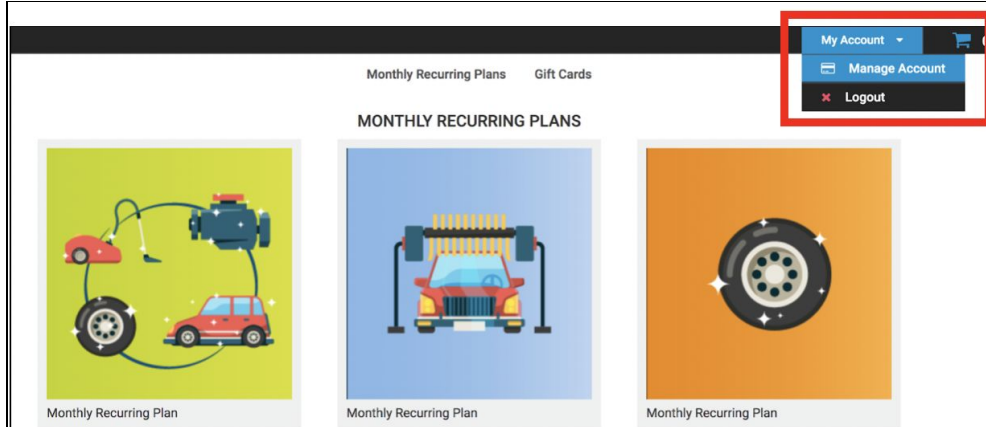 My Account
Manage Account
Logout
Monthly Recurring Plans Gift Cards
MONTHLY RECURRING PLANS
Monthly Recurring Plan Monthly Recurring Plan Monthly Recurring Plan